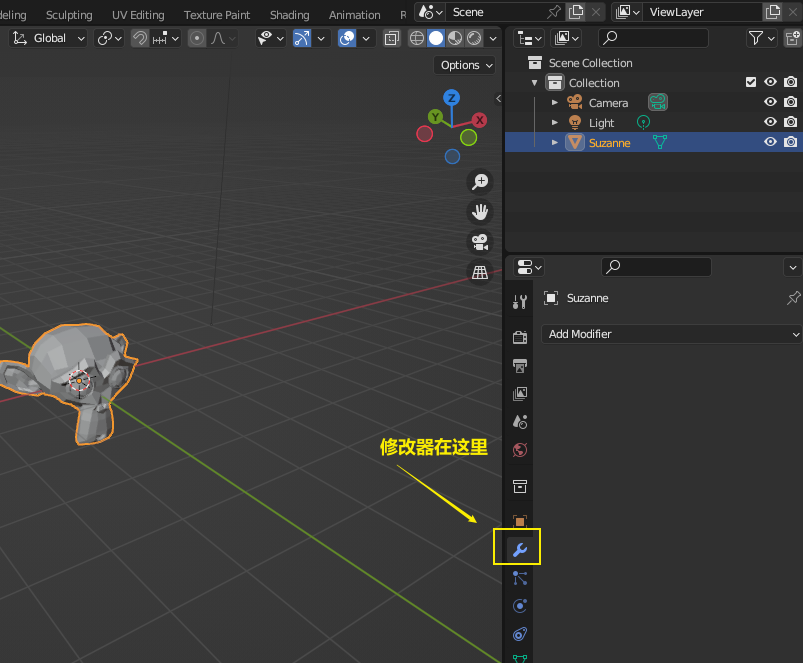 eling Sculpting UV Editing Texture Paint Shading Animation R Scene ViewLayer
Global
Options
Z
Y
X
Scene Collection
Collection
Camera
Light
Suzanne
Suzanne
Add Modifier
修改器在这里